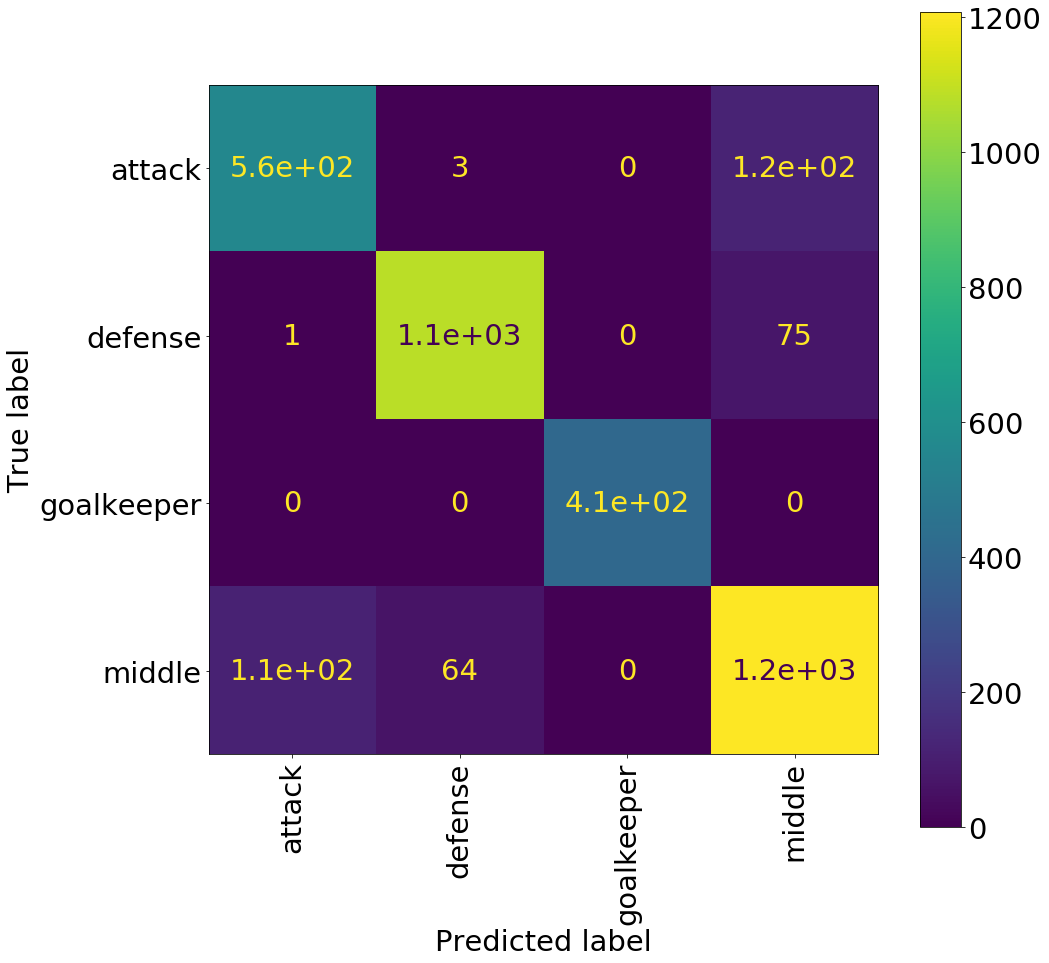 1200
1000
800
600
400
200
0
attack 5.6e+02 3 0 1.2e+02
defense 1 1.1e+03 0 75
goalkeeper 0 0 4.1e+02 0
middle 1.1e+02 64 0 1.2e+03
True label
attack defense goalkeeper middle
Predicted label